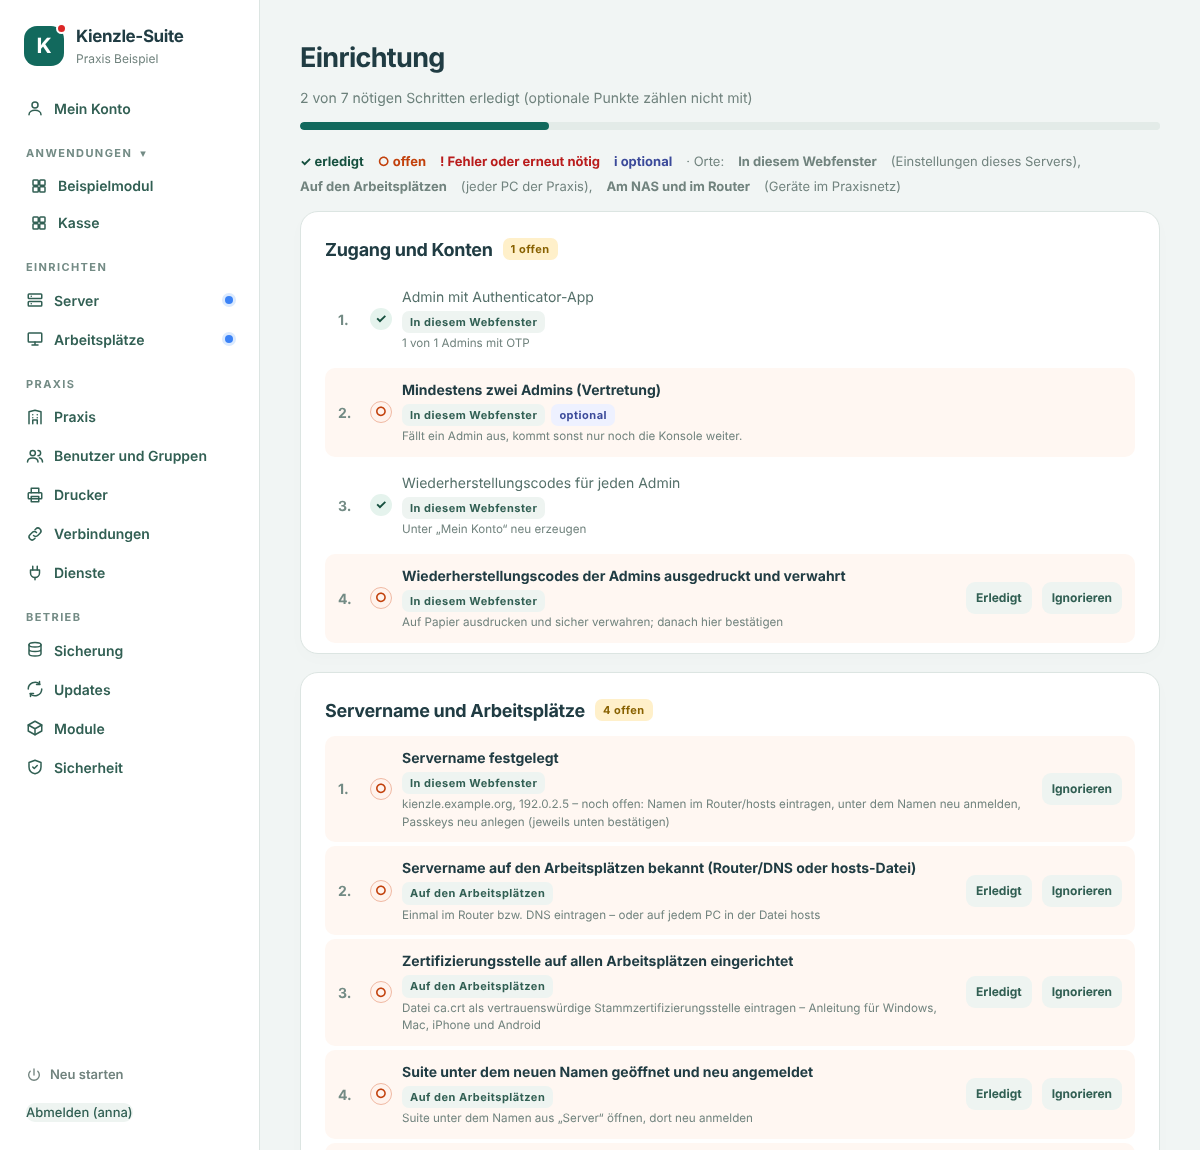 K
Kienzle-Suite
Praxis Beispiel
Mein Konto
ANWENDUNGEN ▾
Beispielmodul
Kasse
EINRICHTEN
Server
Arbeitsplätze
PRAXIS
Praxis
Benutzer und Gruppen
Drucker
Verbindungen
Dienste
BETRIEB
Sicherung
Updates
Module
Sicherheit
Neu starten
Abmelden (anna)
Einrichtung
2 von 7 nötigen Schritten erledigt (optionale Punkte zählen nicht mit)
✓ erledigt O offen ! Fehler oder erneut nötig i optional · Orte: In diesem Webfenster (Einstellungen dieses Servers),
Auf den Arbeitsplätzen (jeder PC der Praxis), Am NAS und im Router (Geräte im Praxisnetz)
Zugang und Konten 1 offen
1.
Admin mit Authenticator-App
In diesem Webfenster
1 von 1 Admins mit OTP
2.
Mindestens zwei Admins (Vertretung)
In diesem Webfenster optional
Fällt ein Admin aus, kommt sonst nur noch die Konsole weiter.
3.
Wiederherstellungscodes für jeden Admin
In diesem Webfenster
Unter „Mein Konto“ neu erzeugen
4.
Wiederherstellungscodes der Admins ausgedruckt und verwahrt
In diesem Webfenster
Auf Papier ausdrucken und sicher verwahren; danach hier bestätigen
Erledigt Ignorieren
Servername und Arbeitsplätze 4 offen
1.
Servername festgelegt
In diesem Webfenster
kienzle.example.org, 192.0.2.5 – noch offen: Namen im Router/hosts eintragen, unter dem Namen neu anmelden,
Passkeys neu anlegen (jeweils unten bestätigen)
Ignorieren
2.
Servername auf den Arbeitsplätzen bekannt (Router/DNS oder hosts-Datei)
Auf den Arbeitsplätzen
Einmal im Router bzw. DNS eintragen – oder auf jedem PC in der Datei hosts
Erledigt Ignorieren
3.
Zertifizierungsstelle auf allen Arbeitsplätzen eingerichtet
Auf den Arbeitsplätzen
Datei ca.crt als vertrauenswürdige Stammzertifizierungsstelle eintragen – Anleitung für Windows,
Mac, iPhone und Android
Erledigt Ignorieren
4.
Suite unter dem neuen Namen geöffnet und neu angemeldet
Auf den Arbeitsplätzen
Suite unter dem Namen aus „Server“ öffnen, dort neu anmelden
Erledigt Ignorieren